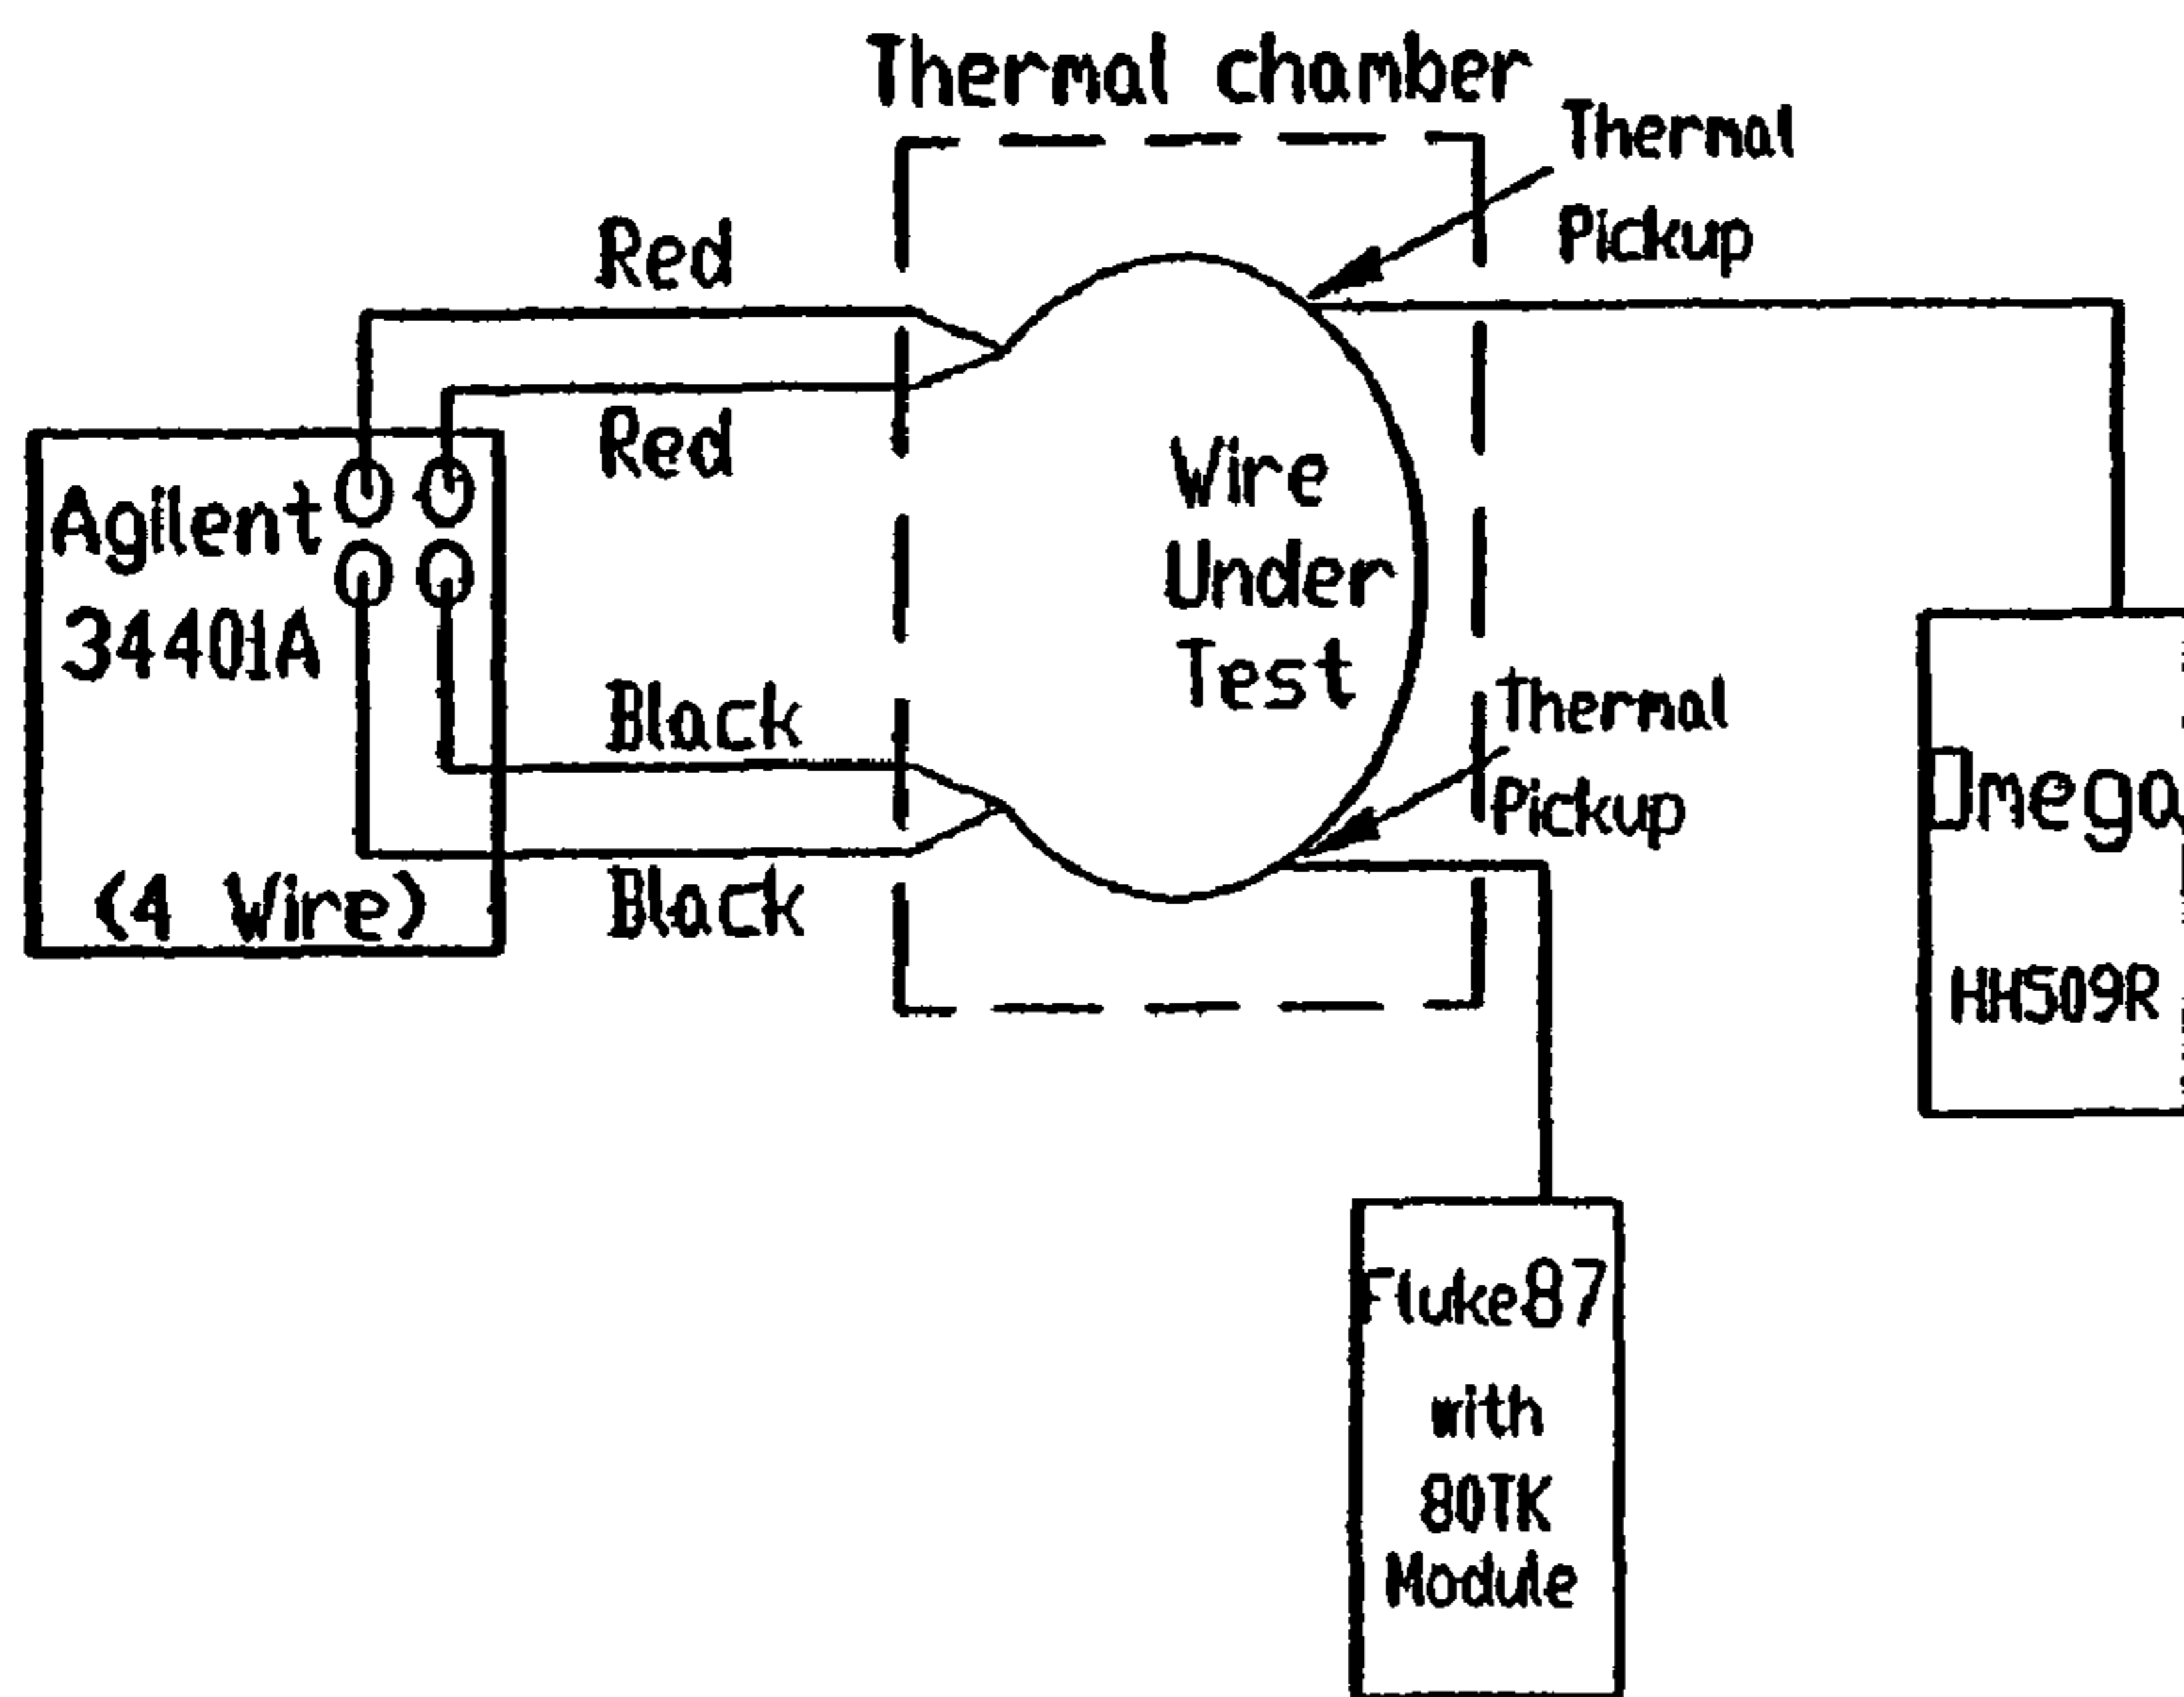 Thermal chamber
Thermal
Pickup
Red
Red
Agilent
34401A
(4 Wire)
Black
Black
Wire
Under
Test
Thermal
Pickup
Omega
HH509R
Fluke87
with
80TK
Module